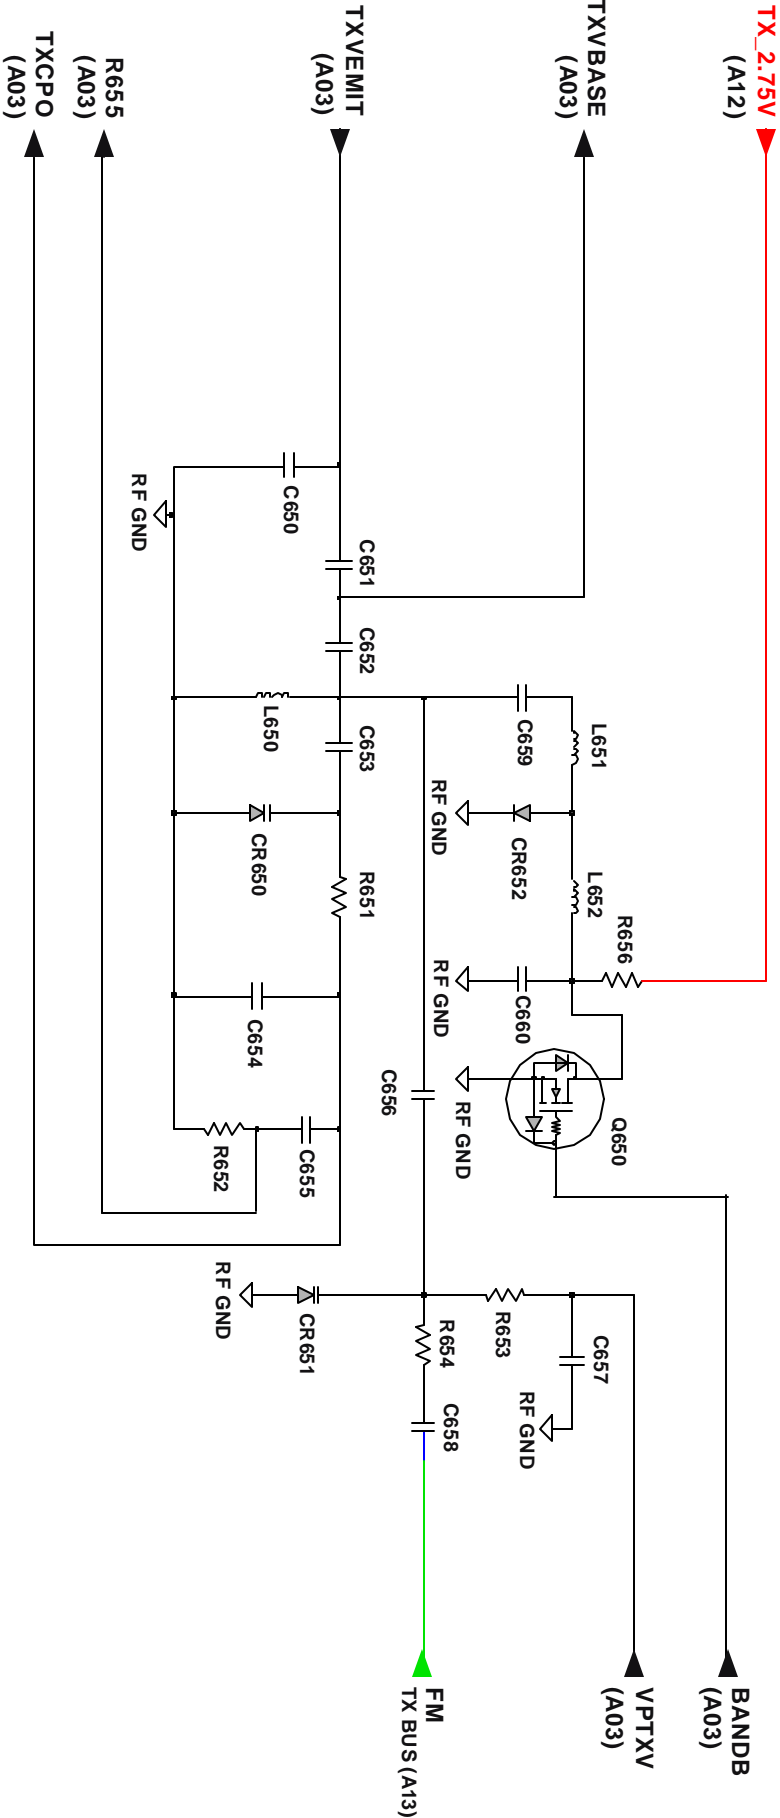 TX_2.75V
(A12)
TXVBASE
(A03)
TXVEMIT
(A03)
R655
(A03)
TXCPO
(A03)
L651
L652
R656
C659
CR652
C660
RF GND
RF GND
RF GND
Q650
C651
C652
C653
R651
C656
C650
L650
CR650
C654
C655
R652
RF GND
C657
R653
RF GND
R654
C658
CR651
RF GND
BANDB
(A03)
VPTXV
(A03)
FM
TX BUS (A13)